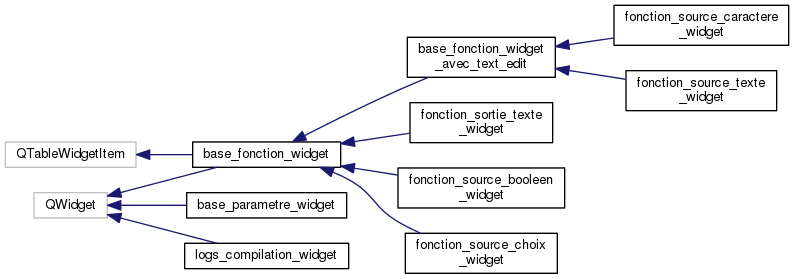 fonction_source_caractere
_widget
base_fonction_widget
_avec_text_edit
fonction_source_texte
_widget
fonction_sortie_texte
_widget
QTableWidgetItem
base_fonction_widget
fonction_source_booleen
_widget
QWidget
base_parametre_widget
fonction_source_choix
_widget
logs_compilation_widget